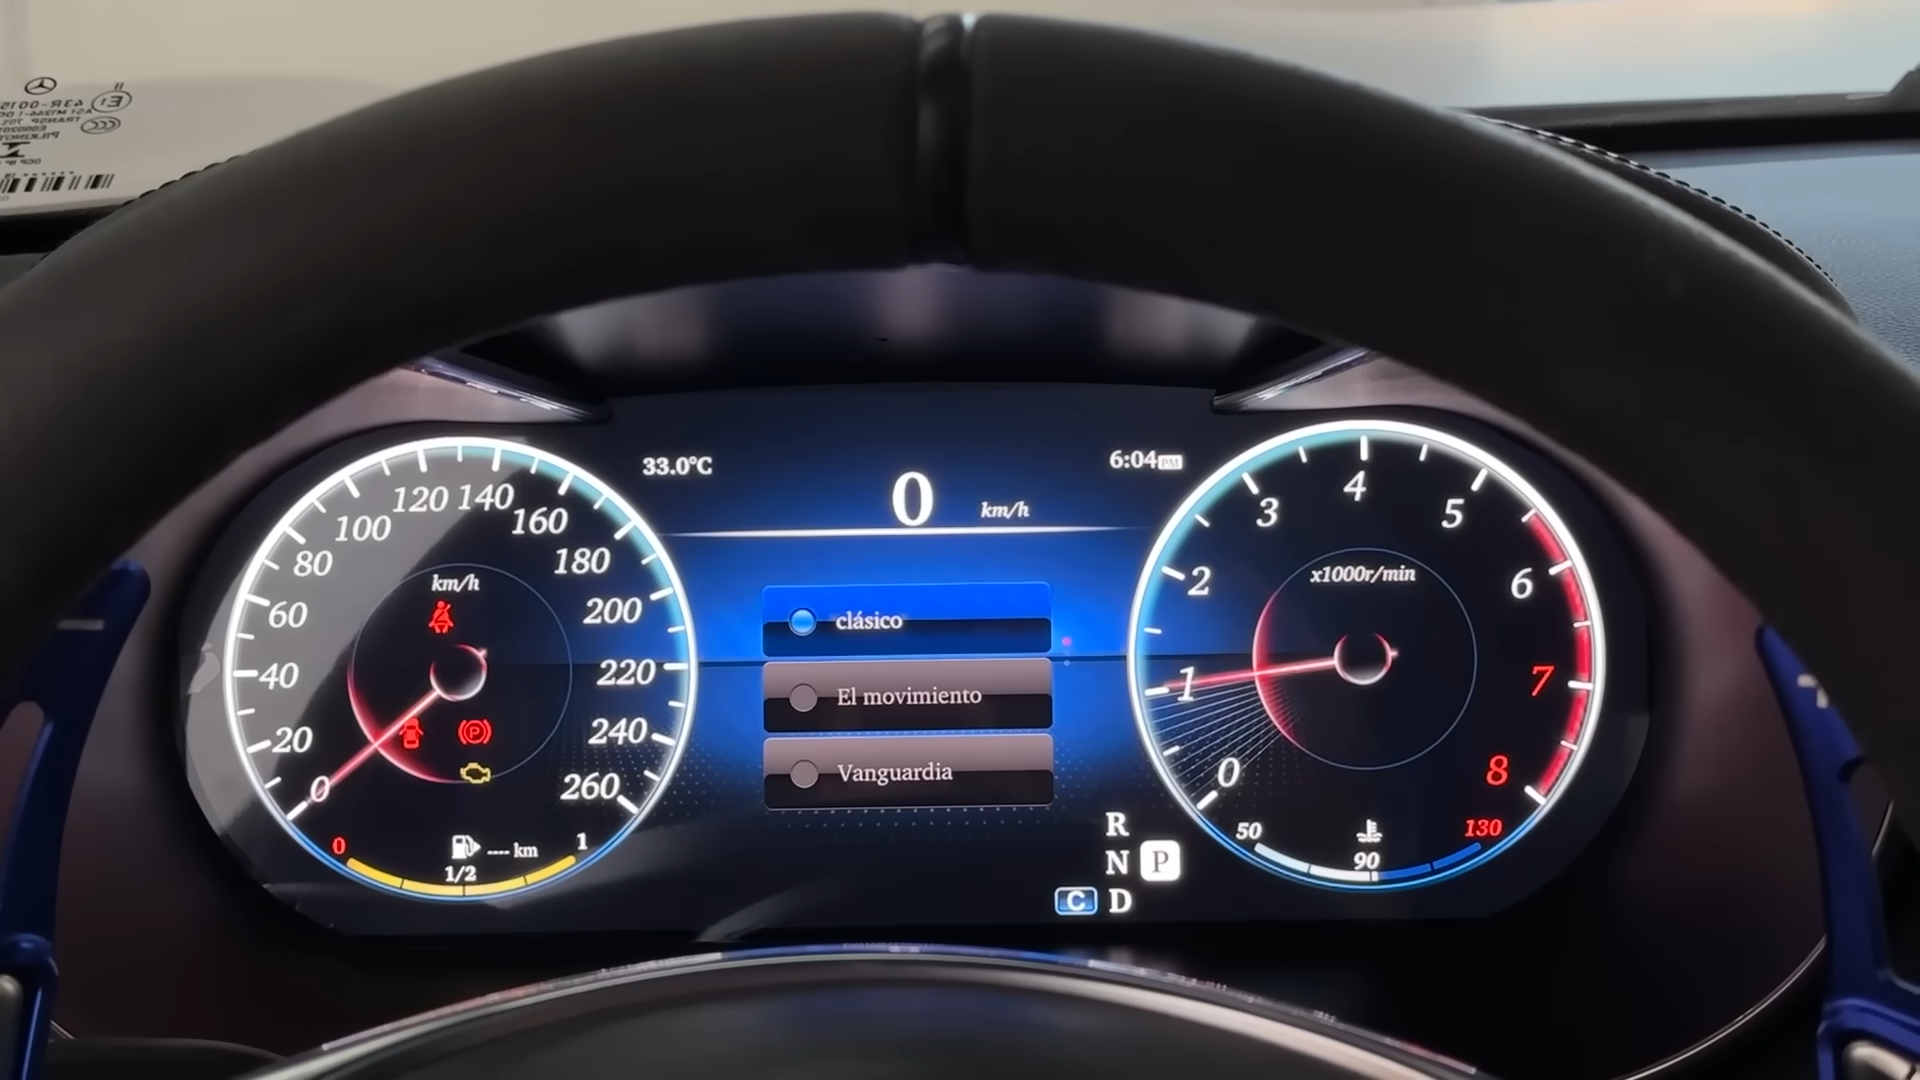 33.0°C
6:04 PM
0 km/h
km/h
0
20
40
60
80
100
120
140
160
180
200
220
240
260
P
0
1/2
1
---- km
clásico
El movimiento
Vanguardia
x1000r/min
0
1
2
3
4
5
6
7
8
50
90
130
R
N
P
C
D